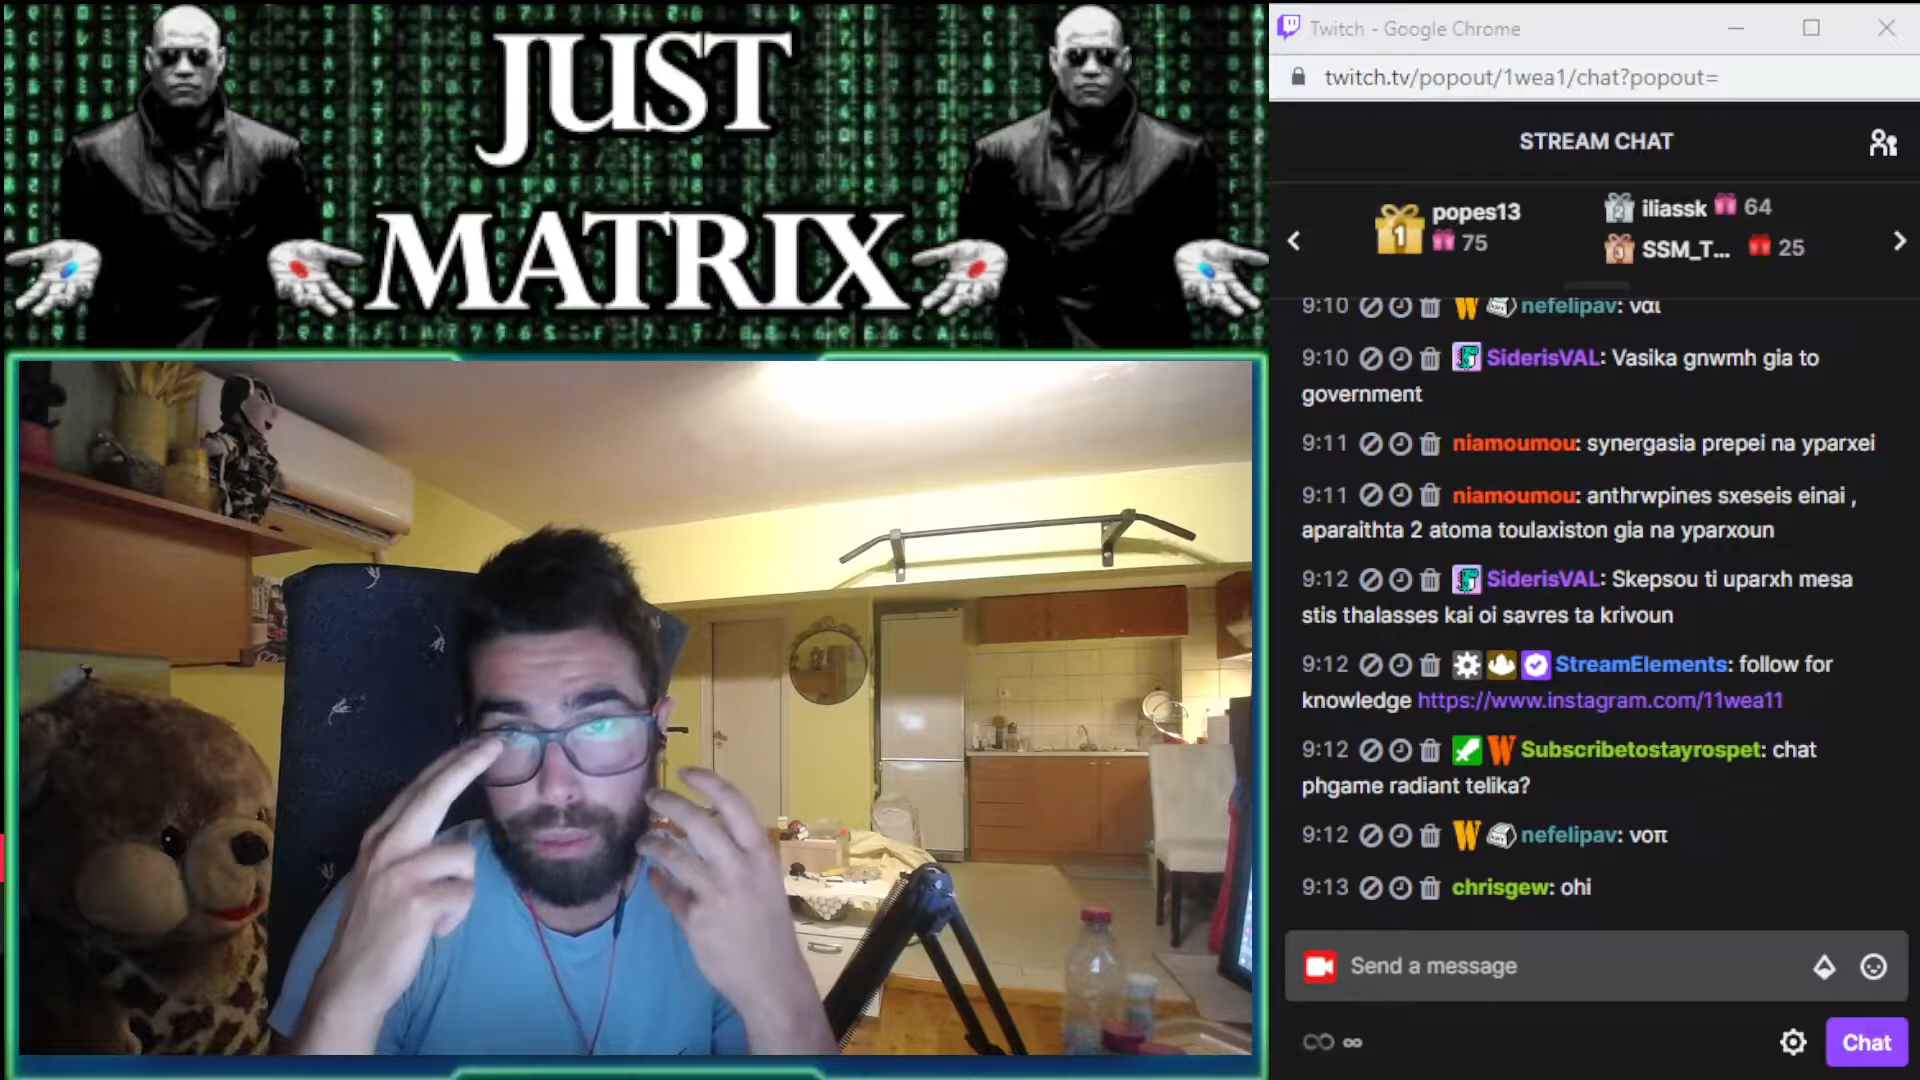 JUST
MATRIX
Twitch - Google Chrome
twitch.tv/popout/1wea1/chat?popout=
STREAM CHAT
1 popes13
75
2 iliassk 64
3 SSM_T... 25
9:10 nefelipav: ναι
9:10 SiderisVAL: Vasika gnwmh gia to
government
9:11 niamoumou: synergasia prepei na yparxei
9:11 niamoumou: anthrwpines sxeseis einai ,
aparaithta 2 atoma toulaxiston gia na yparxoun
9:12 SiderisVAL: Skepsou ti uparxh mesa
stis thalasses kai oi savres ta krivoun
9:12 StreamElements: follow for
knowledge https://www.instagram.com/11wea11
9:12 Subscribetostayrospet: chat
phgame radiant telika?
9:12 nefelipav: νοπ
9:13 chrisgew: ohi
Send a message
∞
Chat